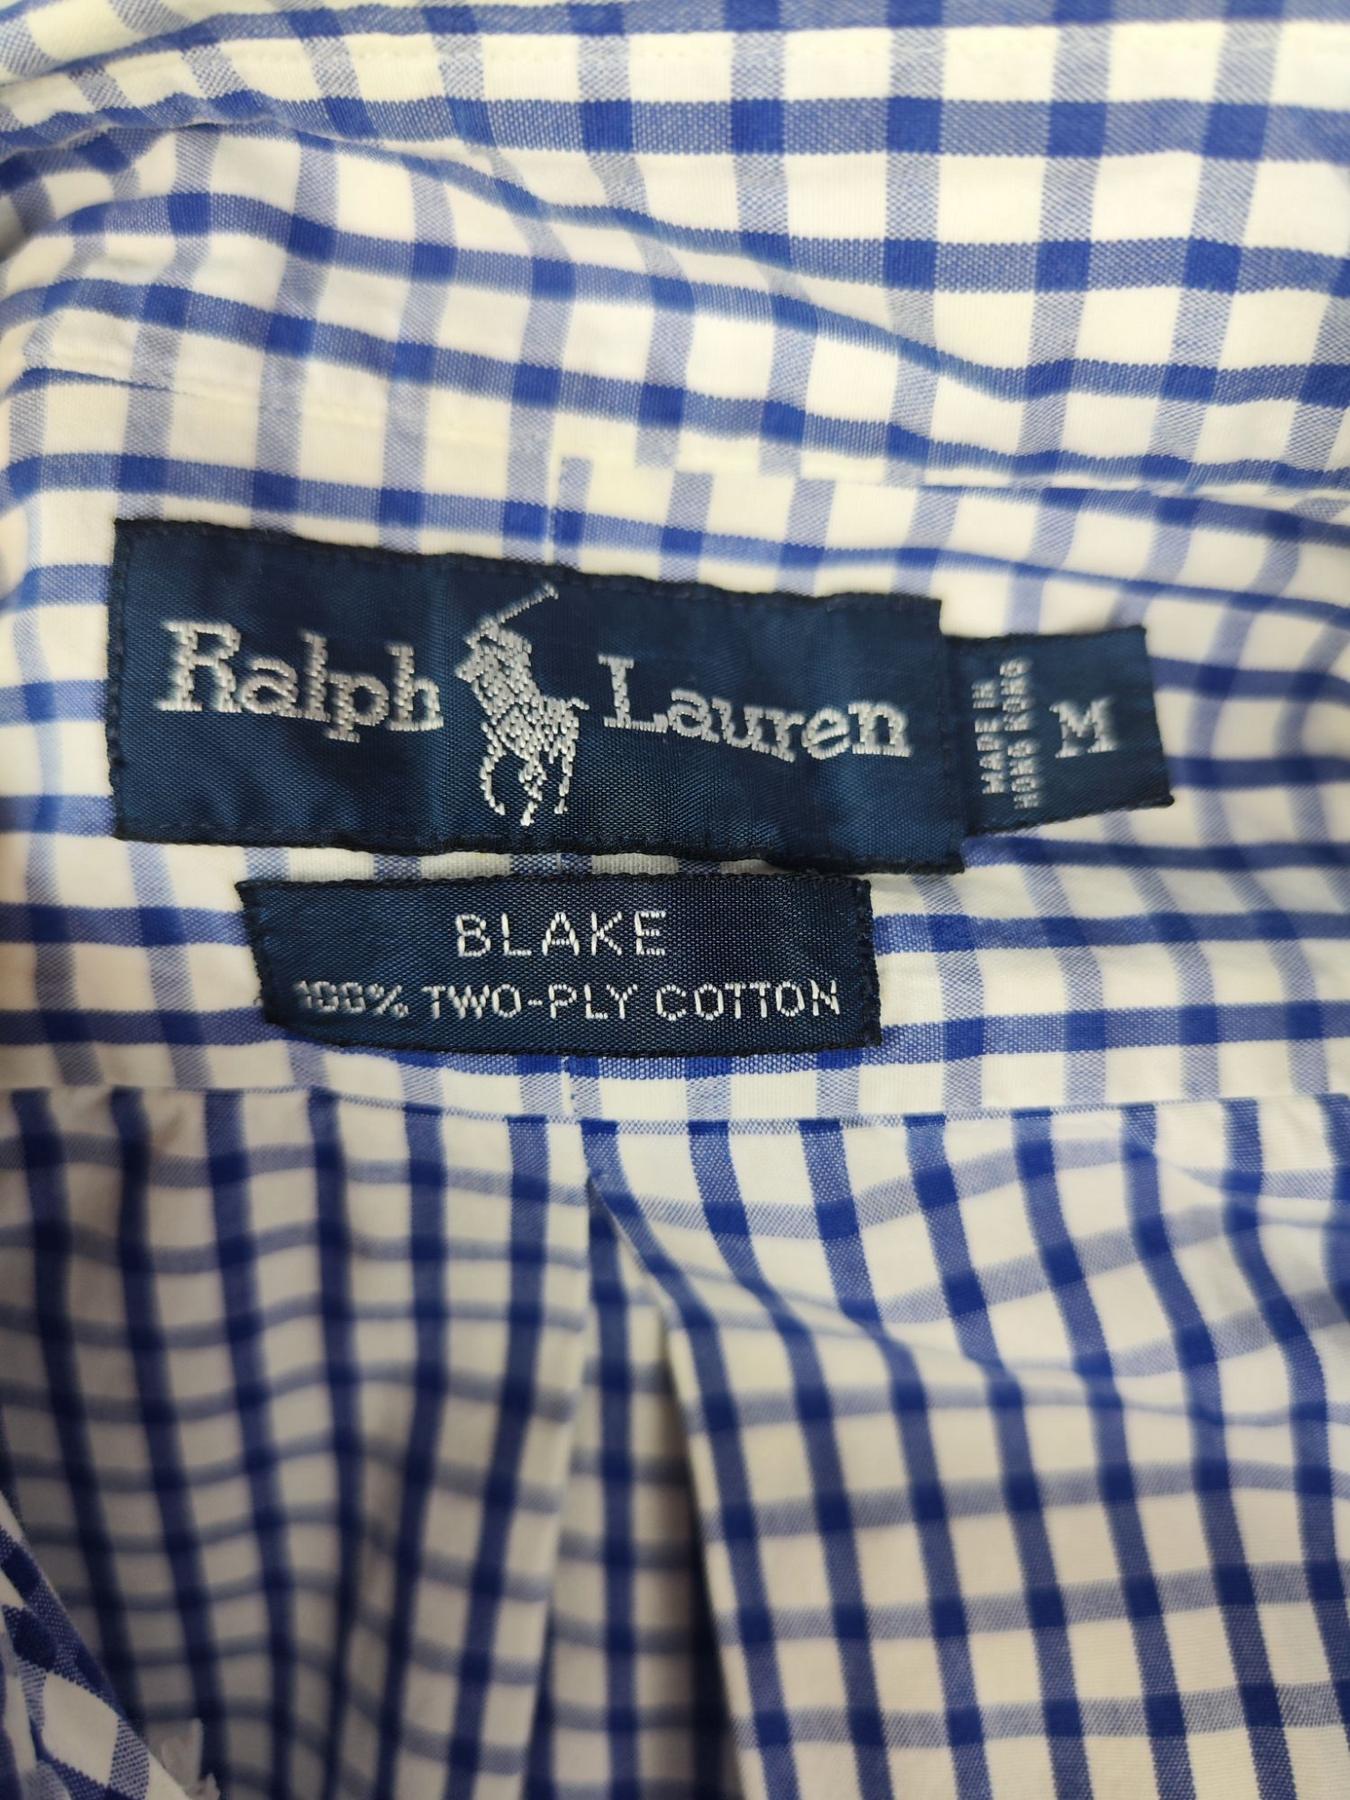 Ralph Lauren
MADE IN
HONG KONG
M
BLAKE
100% TWO-PLY COTTON